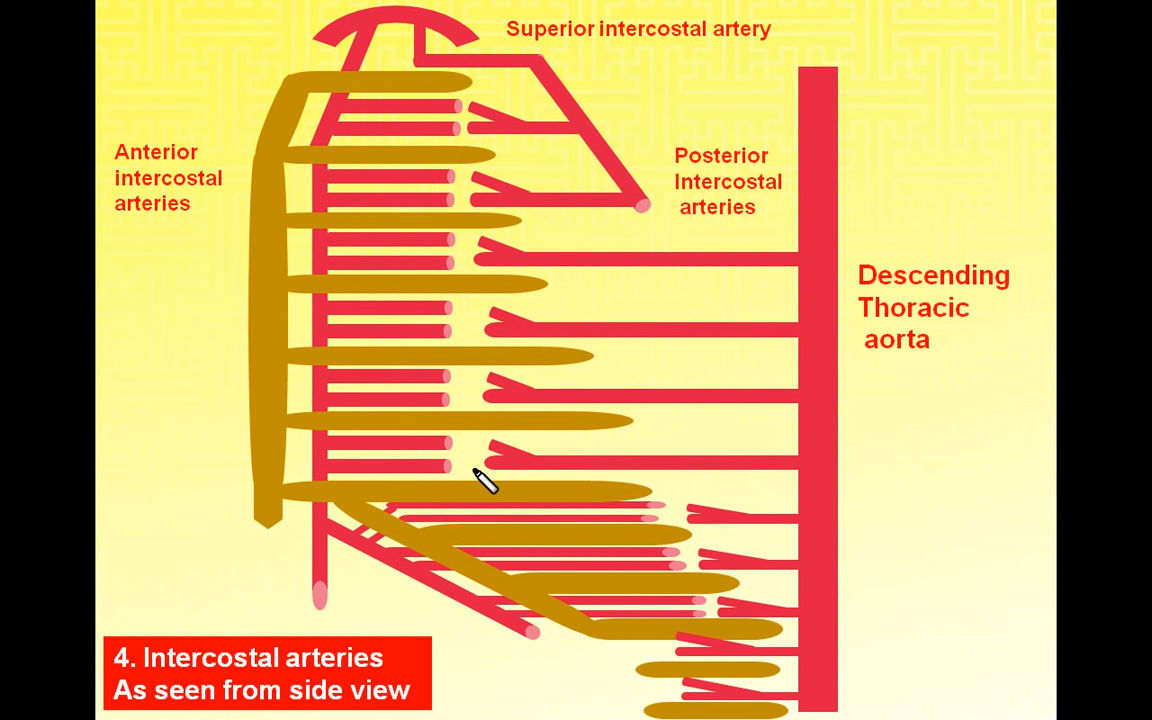 Superior intercostal artery
Anterior
intercostal
arteries
Posterior
Intercostal
arteries
Descending
Thoracic
aorta
4. Intercostal arteries
As seen from side view